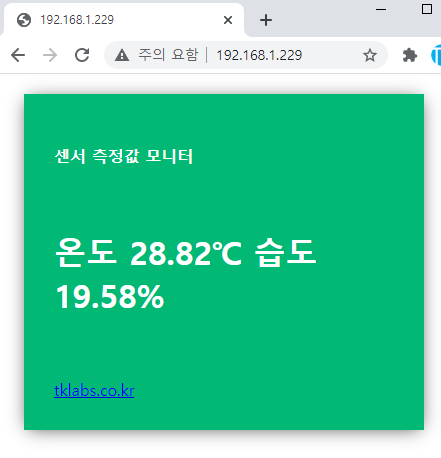 192.168.1.229
주의 요함 192.168.1.229
센서 측정값 모니터
온도 28.82℃ 습도
19.58%
tklabs.co.kr